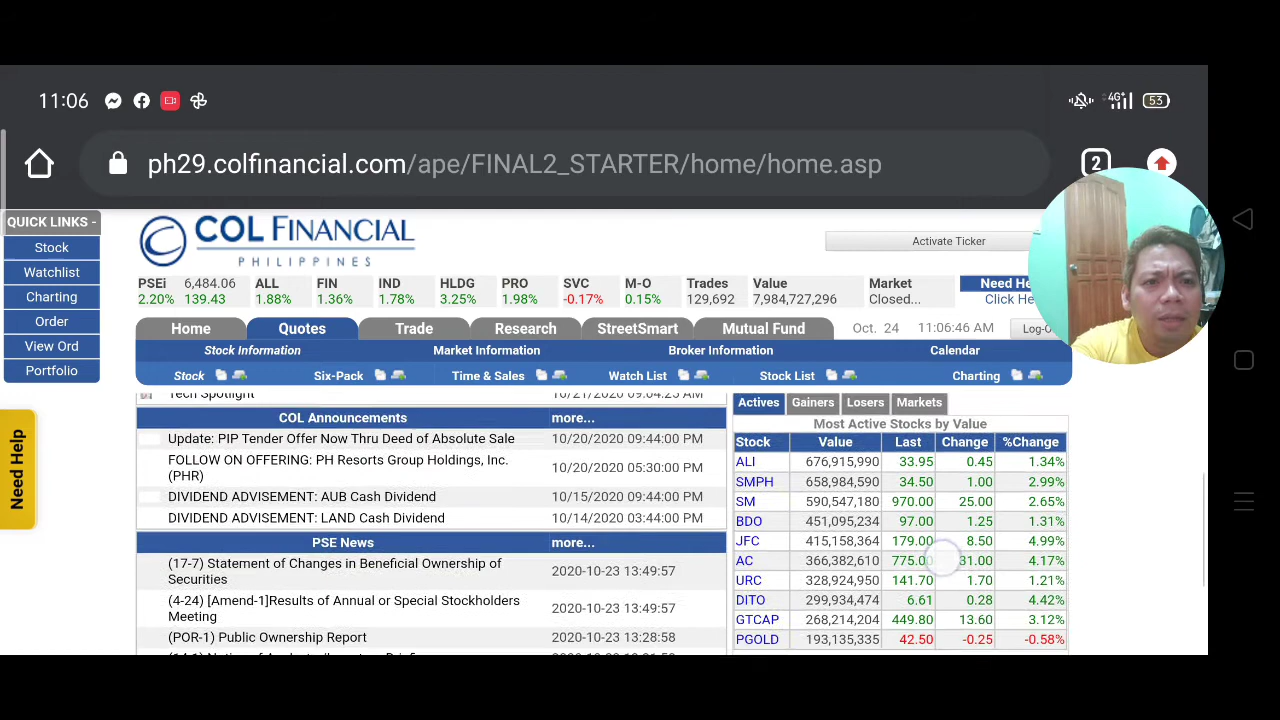 11:06
4G+
53
ph29.colfinancial.com/ape/FINAL2_STARTER/home/home.asp
2
QUICK LINKS -
Stock
Watchlist
Charting
Order
View Ord
Portfolio
Need Help
COL FINANCIAL
PHILIPPINES
Activate Ticker
PSEi 6,484.06 ALL FIN IND HLDG PRO SVC M-O Trades Value Market Need He
2.20% 139.43 1.88% 1.36% 1.78% 3.25% 1.98% -0.17% 0.15% 129,692 7,984,727,296 Closed... Click He
Home Quotes Trade Research StreetSmart Mutual Fund Oct. 24 11:06:46 AM Log-O
Stock Information Market Information Broker Information Calendar
Stock Six-Pack Time & Sales Watch List Stock List Charting
Tech Spotlight 10/21/2020 09:04:25 AM
COL Announcements more...
Update: PIP Tender Offer Now Thru Deed of Absolute Sale 10/20/2020 09:44:00 PM
FOLLOW ON OFFERING: PH Resorts Group Holdings, Inc.
(PHR) 10/20/2020 05:30:00 PM
DIVIDEND ADVISEMENT: AUB Cash Dividend 10/15/2020 09:44:00 PM
DIVIDEND ADVISEMENT: LAND Cash Dividend 10/14/2020 03:44:00 PM
PSE News more...
(17-7) Statement of Changes in Beneficial Ownership of
Securities 2020-10-23 13:49:57
(4-24) [Amend-1]Results of Annual or Special Stockholders
Meeting 2020-10-23 13:49:57
(POR-1) Public Ownership Report 2020-10-23 13:28:58
Actives Gainers Losers Markets
Most Active Stocks by Value
Stock Value Last Change %Change
ALI 676,915,990 33.95 0.45 1.34%
SMPH 658,984,590 34.50 1.00 2.99%
SM 590,547,180 970.00 25.00 2.65%
BDO 451,095,234 97.00 1.25 1.31%
JFC 415,158,364 179.00 8.50 4.99%
AC 366,382,610 775.00 31.00 4.17%
URC 328,924,950 141.70 1.70 1.21%
DITO 299,934,474 6.61 0.28 4.42%
GTCAP 268,214,204 449.80 13.60 3.12%
PGOLD 193,135,335 42.50 -0.25 -0.58%